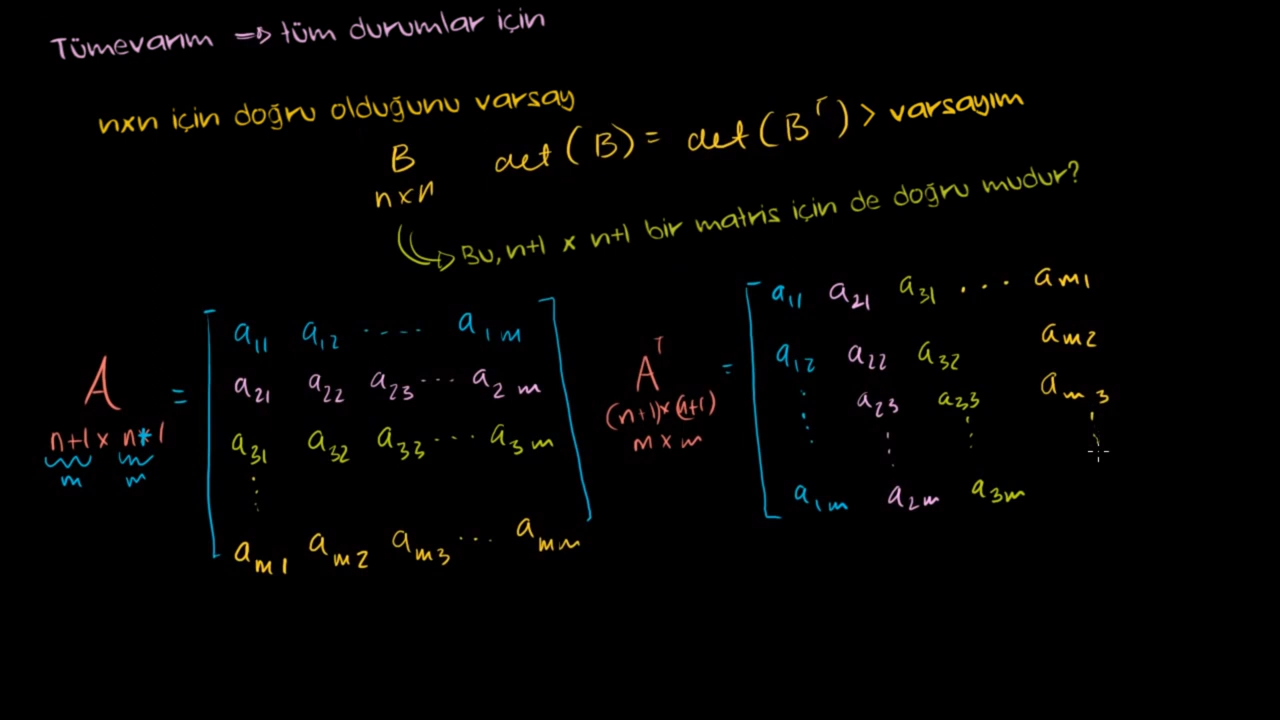 Tümevarım => tüm durumlar için
nxn için doğru olduğunu varsay
B det (B) = det (Bᵀ) > varsayım
nxn
Bu, n+1 x n+1 bir matris için de doğru mudur?
A = [ a₁₁ a₁₂ ···· a₁ₘ
a₂₁ a₂₂ a₂₃ ··· a₂ₘ
a₃₁ a₃₂ a₃₃ ··· a₃ₘ
⋮
aₘ₁ aₘ₂ aₘ₃ ··· aₘₘ ]
n+1 x n+1
m m
Aᵀ = [ a₁₁ a₂₁ a₃₁ ··· aₘ₁
a₁₂ a₂₂ a₃₂ aₘ₂
⋮ a₂₃ a₃₃ aₘ₃
⋮ ⋮ ⋮
a₁ₘ a₂ₘ a₃ₘ
(n+1)x(n+1)
m x m